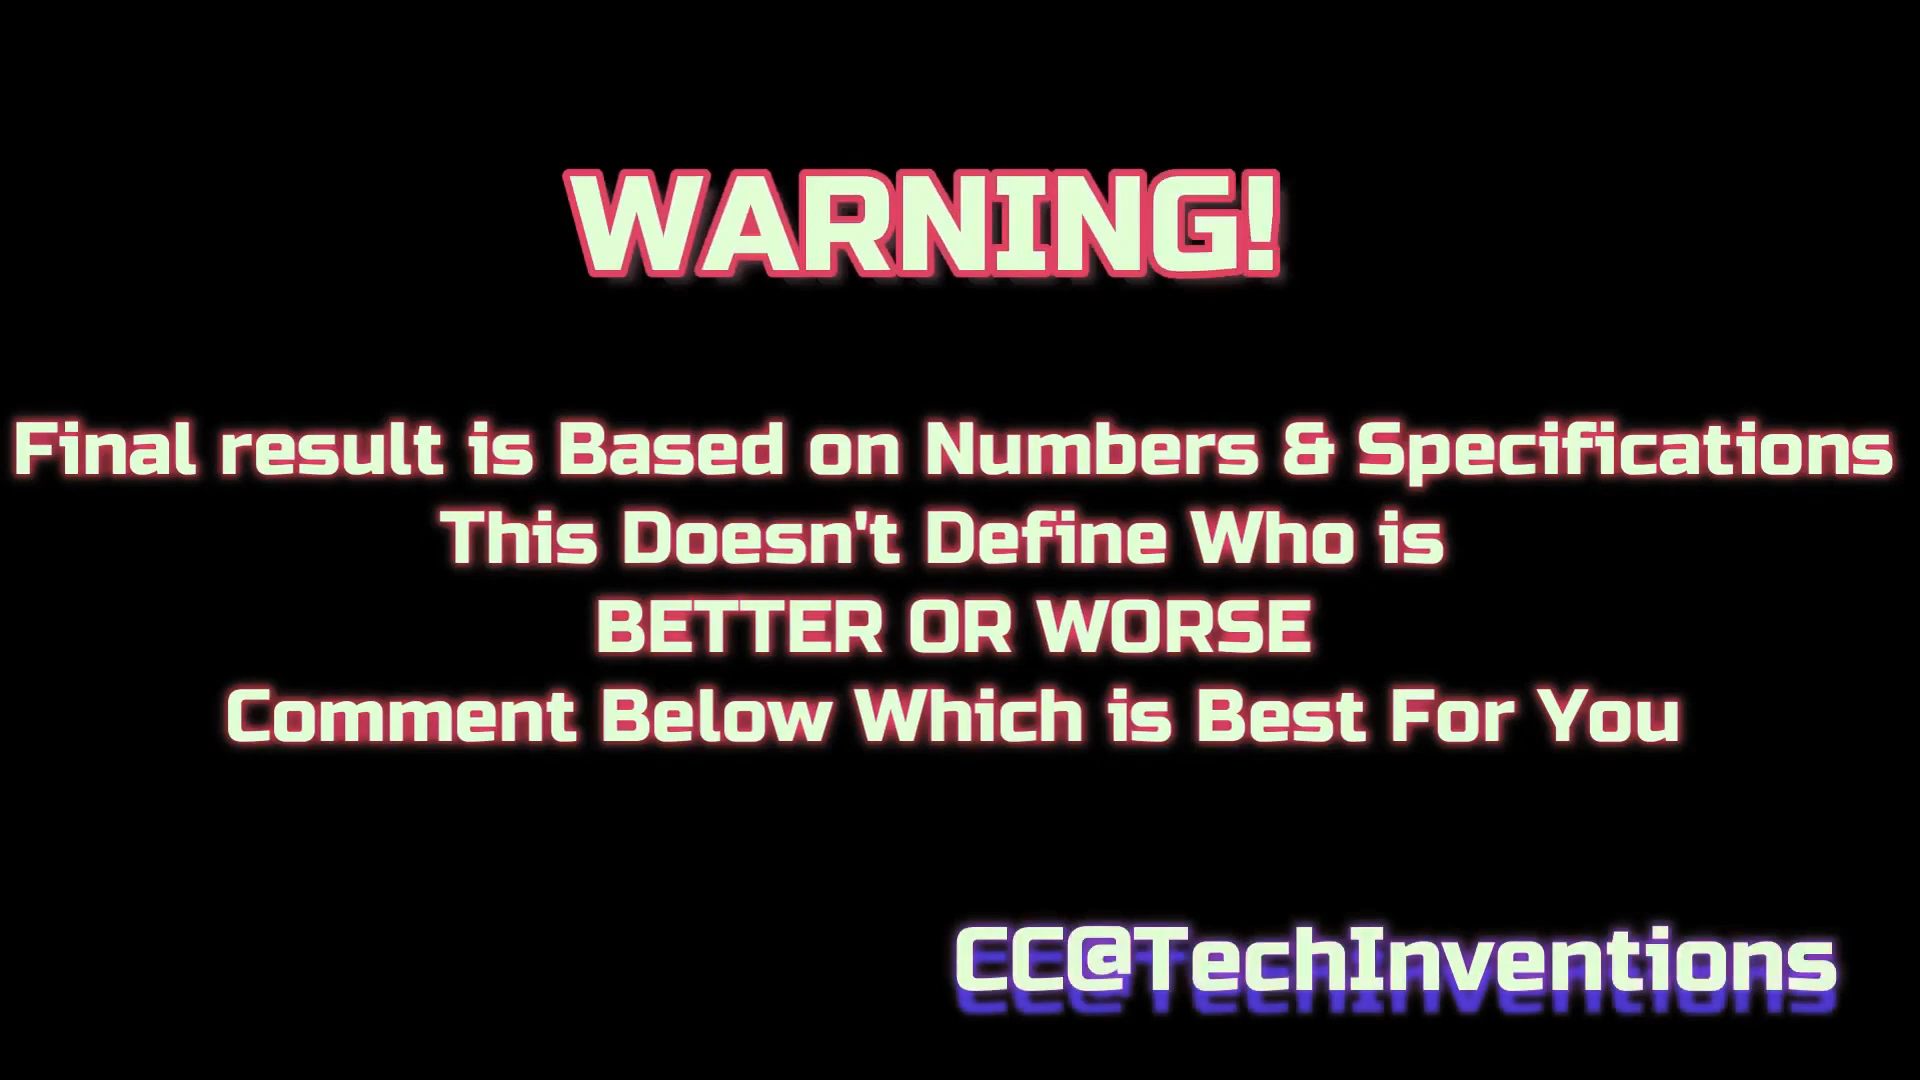 WARNING!
Final result is Based on Numbers & Specifications
This Doesn't Define Who is
BETTER OR WORSE
Comment Below Which is Best For You
CC@TechInventions